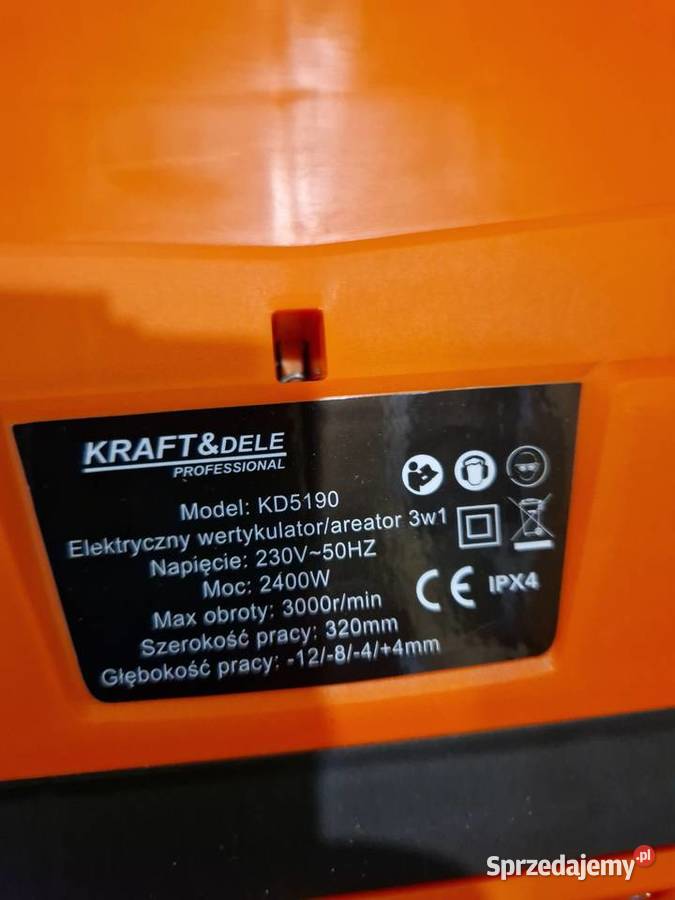 KRAFT&DELE
PROFESSIONAL
Model: KD5190
Elektryczny wertykulator/areator 3w1
Napięcie: 230V~50HZ
Moc: 2400W
Max obroty: 3000r/min
Szerokość pracy: 320mm
Głębokość pracy: -12/-8/-4/+4mm
CE IPX4
Sprzedajemy.pl